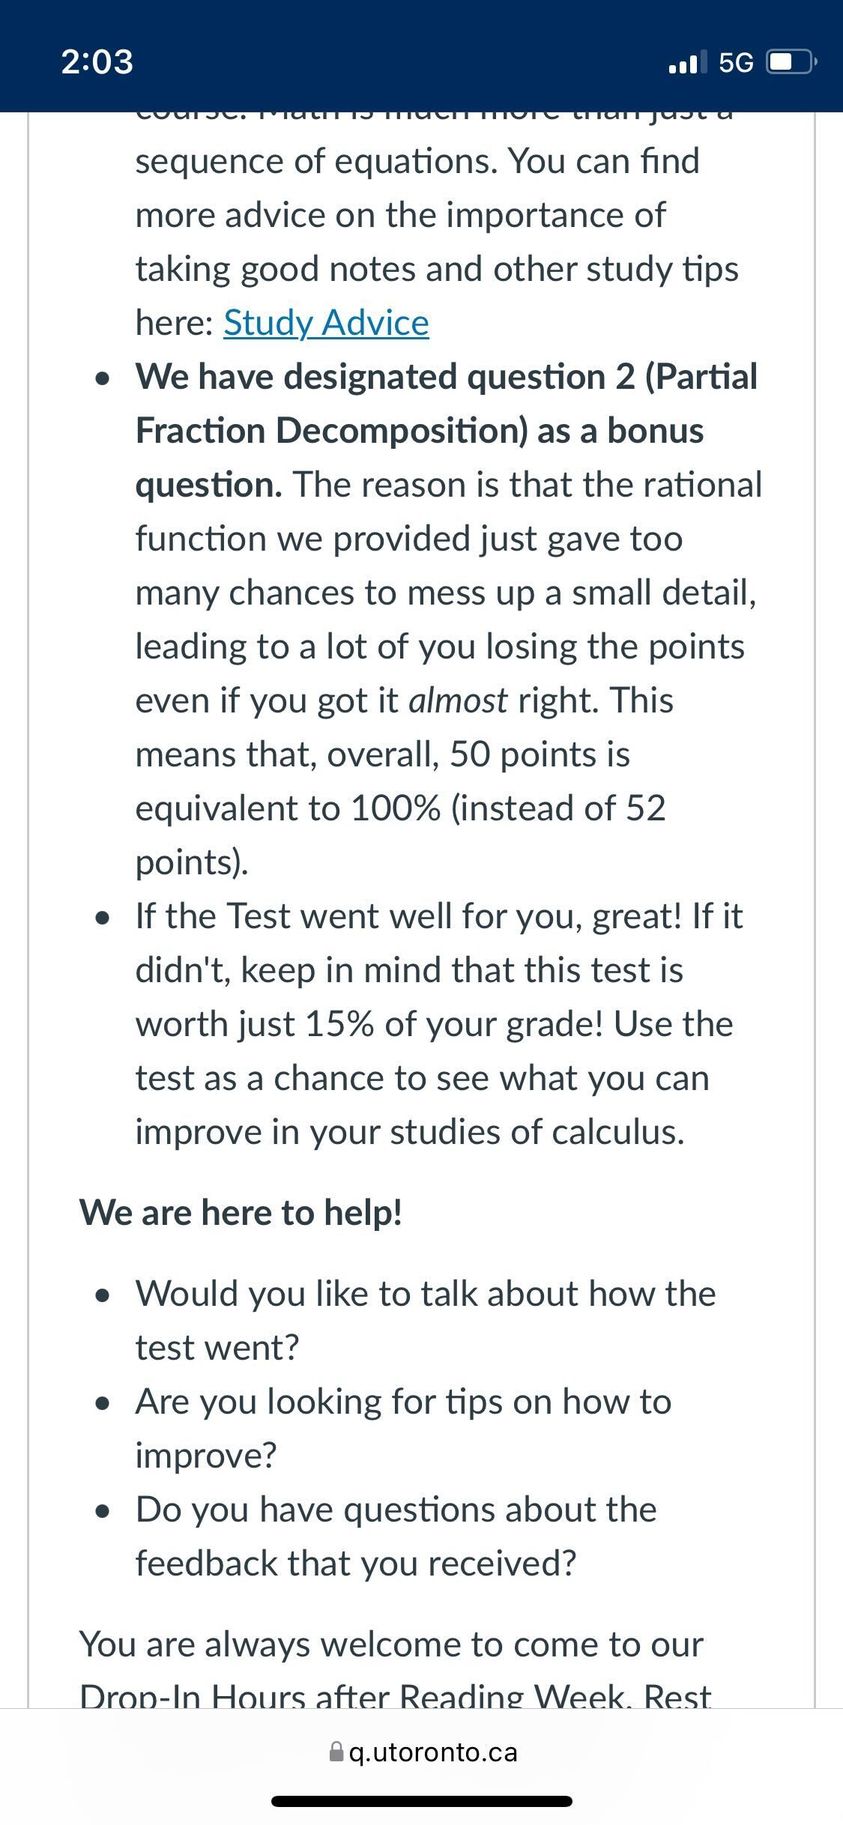 2:03
5G
course. Math is much more than just a
sequence of equations. You can find
more advice on the importance of
taking good notes and other study tips
here: Study Advice
• We have designated question 2 (Partial
Fraction Decomposition) as a bonus
question. The reason is that the rational
function we provided just gave too
many chances to mess up a small detail,
leading to a lot of you losing the points
even if you got it almost right. This
means that, overall, 50 points is
equivalent to 100% (instead of 52
points).
• If the Test went well for you, great! If it
didn't, keep in mind that this test is
worth just 15% of your grade! Use the
test as a chance to see what you can
improve in your studies of calculus.
We are here to help!
• Would you like to talk about how the
test went?
• Are you looking for tips on how to
improve?
• Do you have questions about the
feedback that you received?
You are always welcome to come to our
Drop-In Hours after Reading Week. Rest
q.utoronto.ca